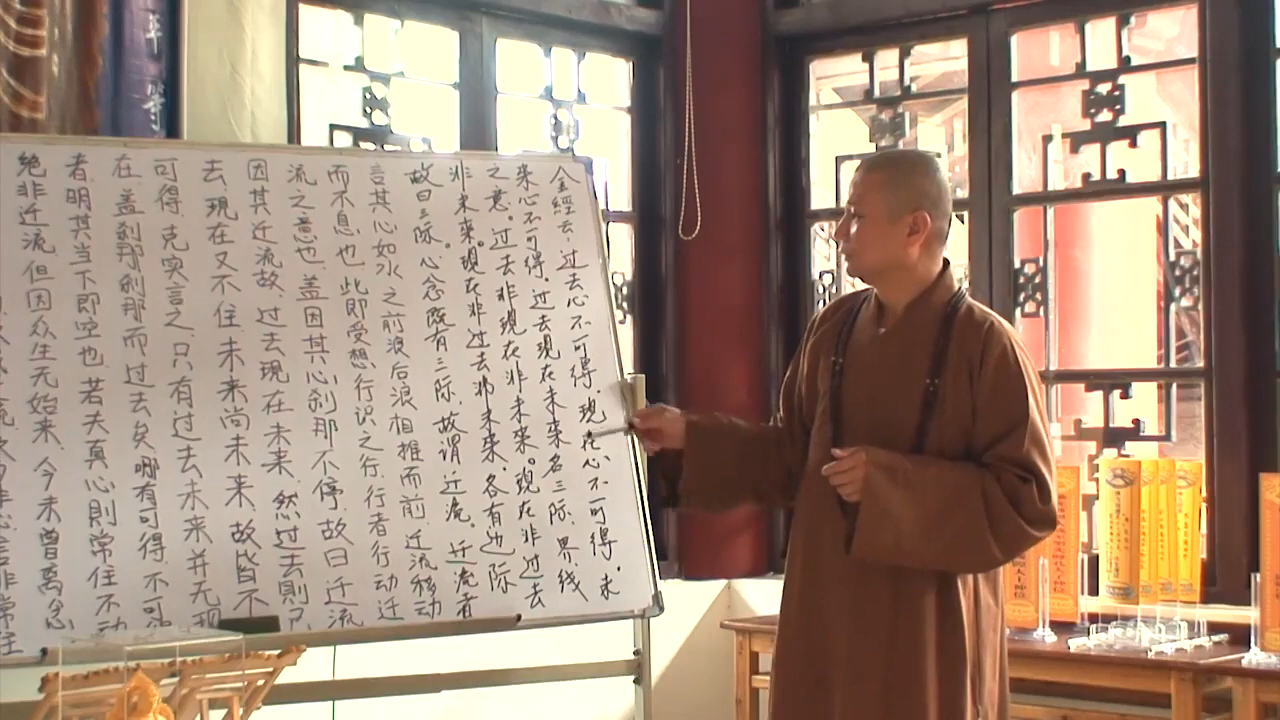 金經云，过去心不可得，现在心不可得。未
来心不可得。过去现在未来名三际，界线
之意。过去非现在非未来。现在非过去
非未来。现在非过去非未来。各有边际
故曰三际。心念既有三际，故谓迁流。迁流者
言其心如水之前浪后浪相推而前，迁流移动
而不息也，此即受想行识之行，行者行动迁
流之意也，盖因其心刹那不停，故曰迁流
因其迁流故，过去现在未来，然过去則已
去，现在又不住，未来尚未来，故皆不
可得，克实言之，只有过去未来并无现
在，盖刹那刹那而过去矣，哪有可得，不可得
者，明其当下即空也，若夫真心則常住不动
绝非迁流，但因众生无始来，今未曾离念